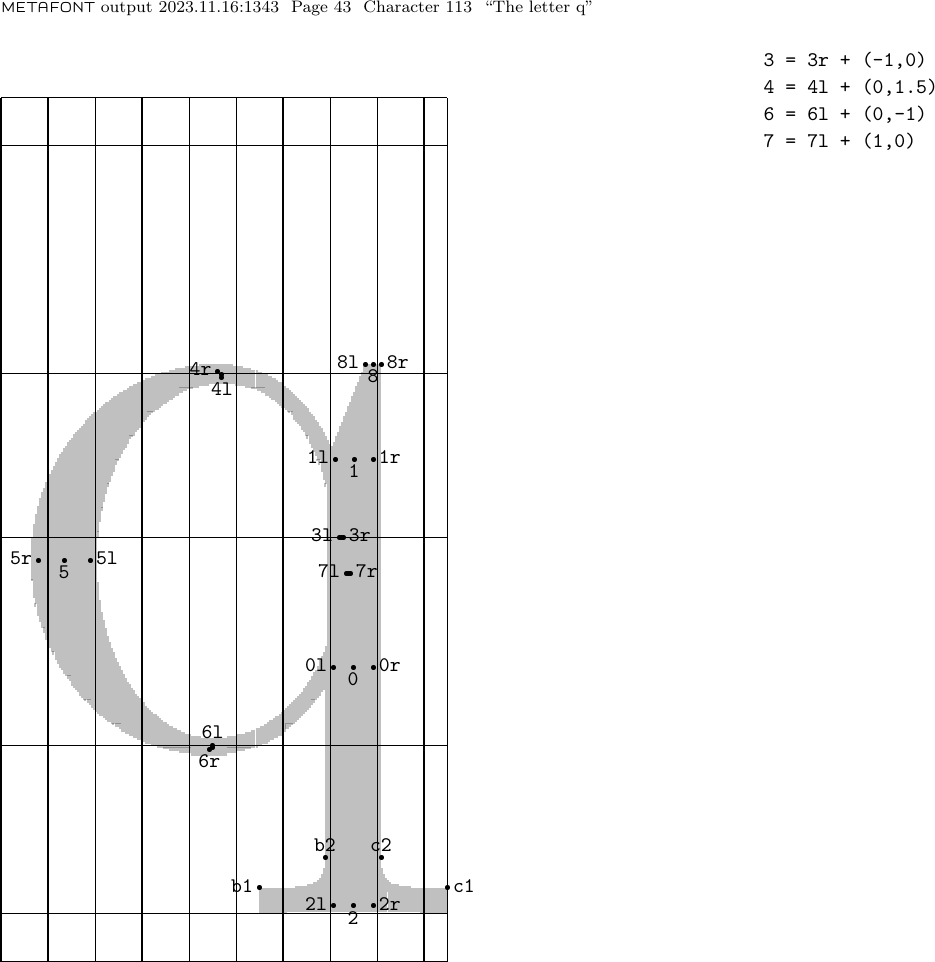 METAFONT output 2023.11.16:1343 Page 43 Character 113 “The letter q”
3 = 3r + (-1,0)
4 = 4l + (0,1.5)
6 = 6l + (0,-1)
7 = 7l + (1,0)
4r 8l 8r
4l 8
1l 1r
1
3l 3r
5r 5l
5 7l 7r
0l 0r
0
6l
6r
b2 c2
b1 c1
2l 2r
2